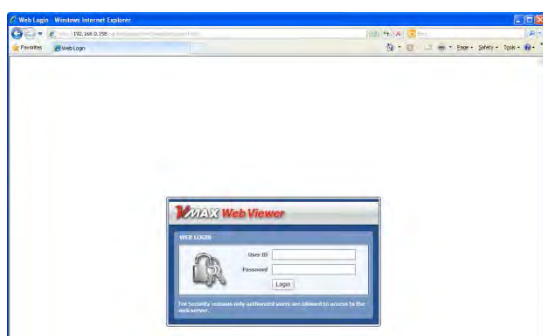 Web Login - Windows Internet Explorer
192.168.0.198
Favorites Web Login Page Safety Tools
VMAX Web Viewer
WEB LOGIN
User ID
Password
Login
For Security reasons only authorized users are allowed to access to the
web server.